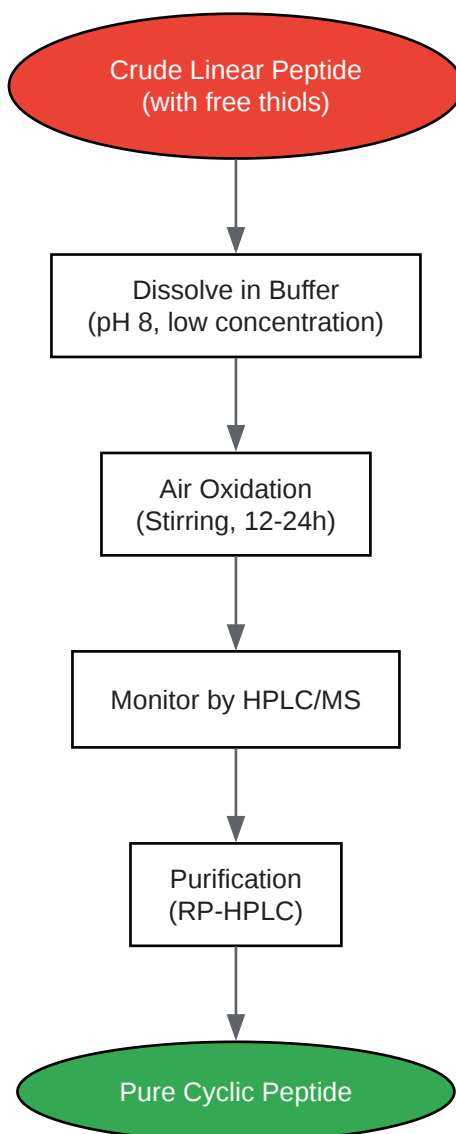 Crude Linear Peptide
(with free thiols)
Dissolve in Buffer
(pH 8, low concentration)
Air Oxidation
(Stirring, 12-24h)
Monitor by HPLC/MS
Purification
(RP-HPLC)
Pure Cyclic Peptide